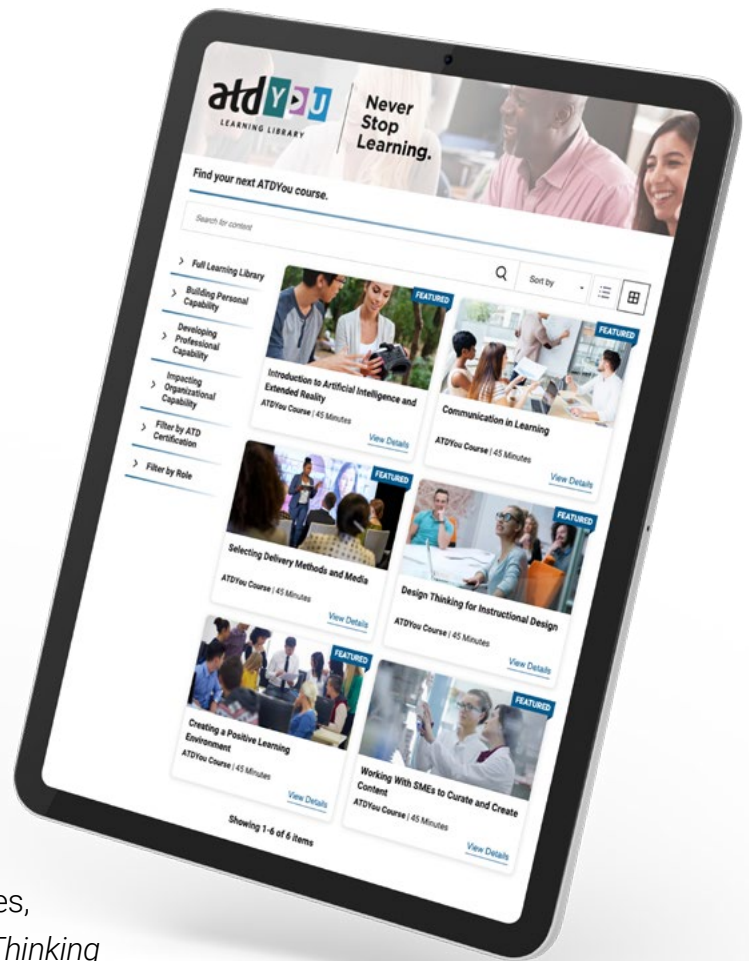 atd YOU
LEARNING LIBRARY
Never
Stop
Learning.
Find your next ATDYou course.
Search for content
Sort by
Full Learning Library
Building Personal
Capability
Developing
Professional
Capability
Impacting
Organizational
Capability
Filter by ATD
Certification
Filter by Role
FEATURED
Introduction to Artificial Intelligence and
Extended Reality
ATDYou Course | 45 Minutes
View Details
FEATURED
Communication in Learning
ATDYou Course | 45 Minutes
View Details
FEATURED
Selecting Delivery Methods and Media
ATDYou Course | 45 Minutes
View Details
FEATURED
Design Thinking for Instructional Design
ATDYou Course | 45 Minutes
View Details
FEATURED
Creating a Positive Learning
Environment
ATDYou Course | 45 Minutes
View Details
FEATURED
Working With SMEs to Curate and Create
Content
ATDYou Course | 45 Minutes
View Details
Showing 1-6 of 6 items
es,
Thinking